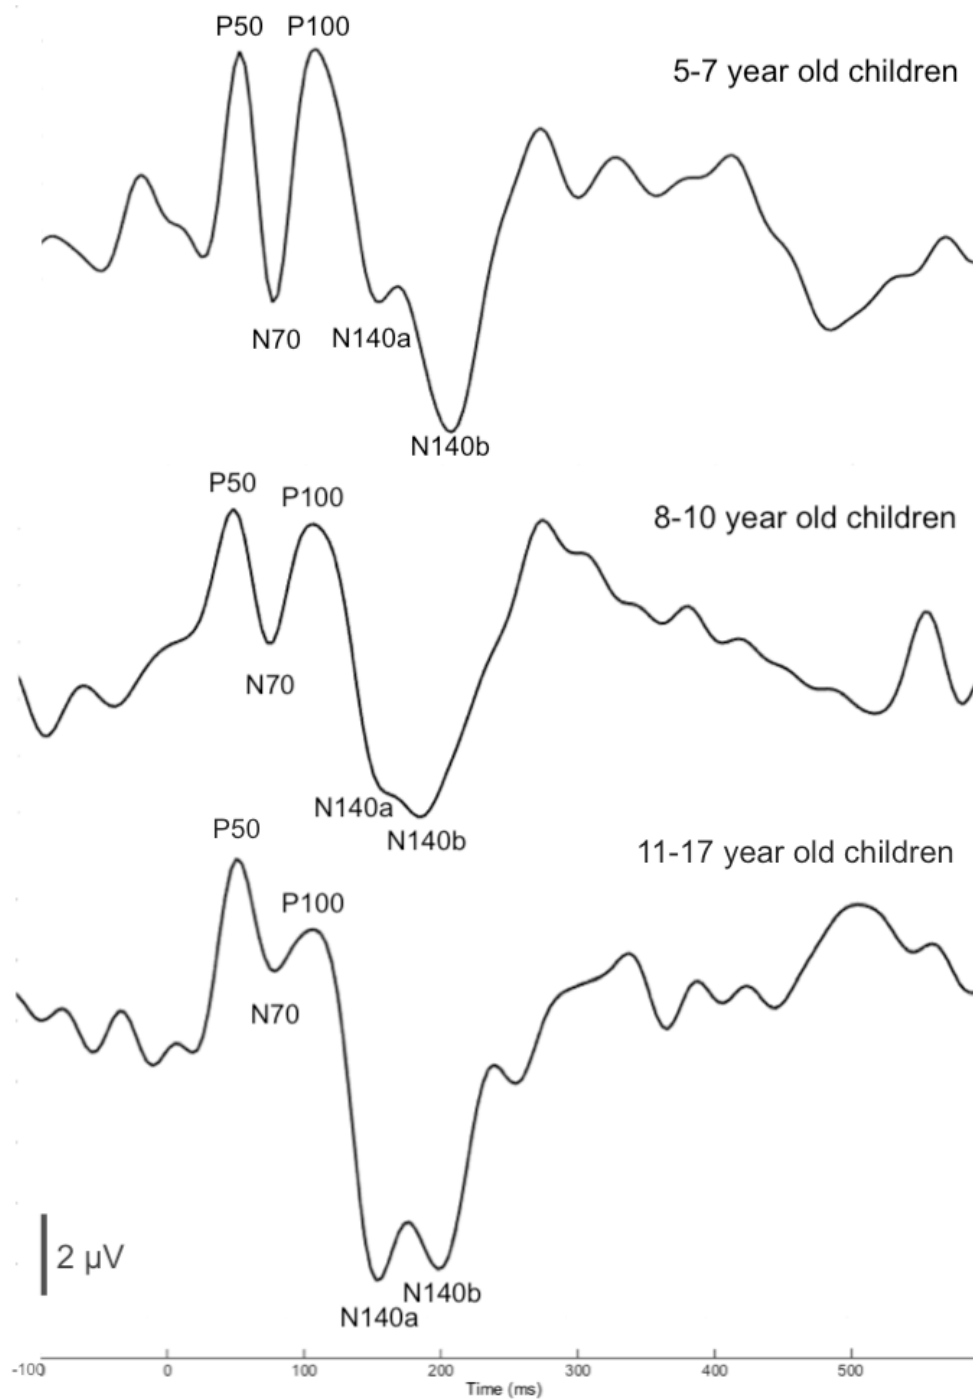 P50 P100
5-7 year old children
N70 N140a
N140b
P50 P100
8-10 year old children
N70
N140a
N140b
P50
11-17 year old children
P100
N70
2 µV
N140b
N140a
-100 0 100 200 300 400 500
Time (ms)